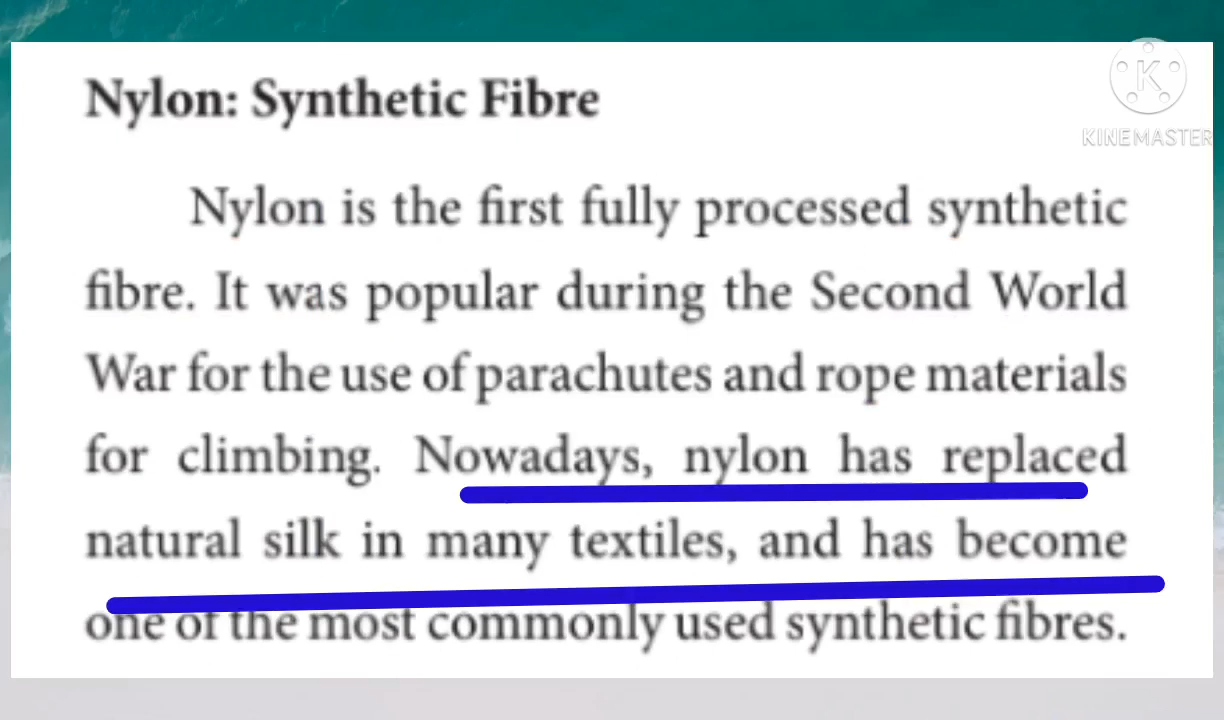 Nylon: Synthetic Fibre
K
KINEMASTER
Nylon is the first fully processed synthetic
fibre. It was popular during the Second World
War for the use of parachutes and rope materials
for climbing. Nowadays, nylon has replaced
natural silk in many textiles, and has become
one of the most commonly used synthetic fibres.